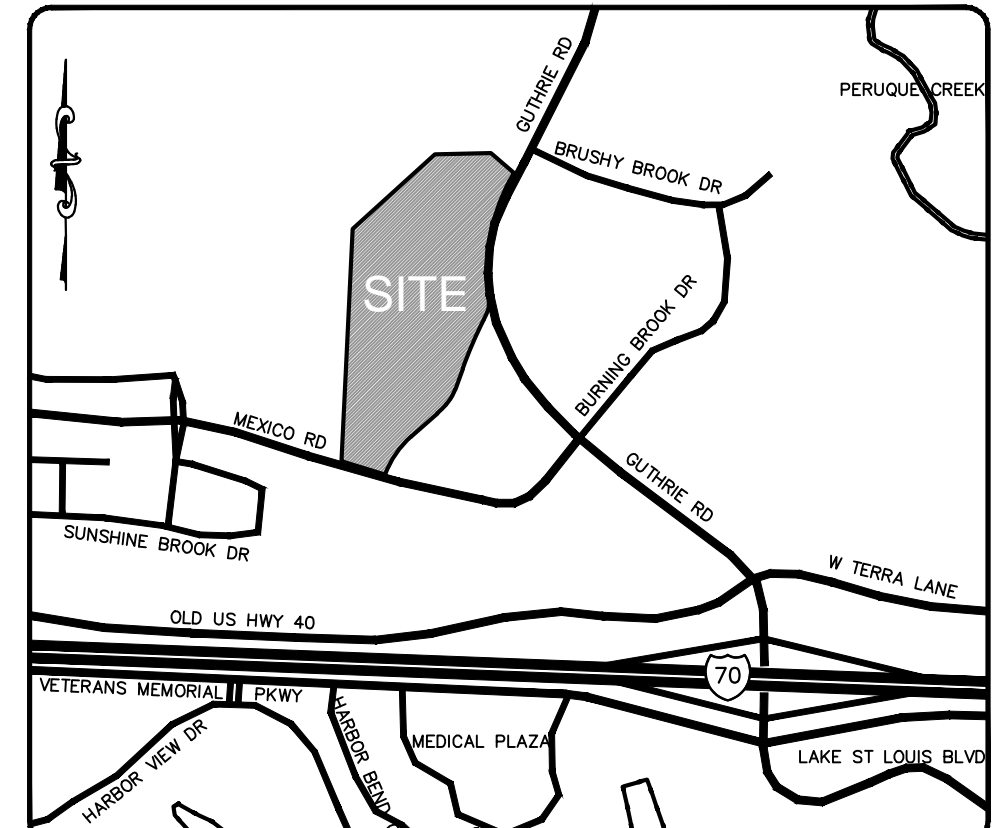 GUTHRIE RD
PERUQUE CREEK
BRUSHY BROOK DR
SITE
BURNING BROOK DR
MEXICO RD
GUTHRIE RD
SUNSHINE BROOK DR
W TERRA LANE
OLD US HWY 40
70
VETERANS MEMORIAL PKWY
HARBOR VIEW DR
HARBOR BEND
MEDICAL PLAZA
LAKE ST LOUIS BLVD